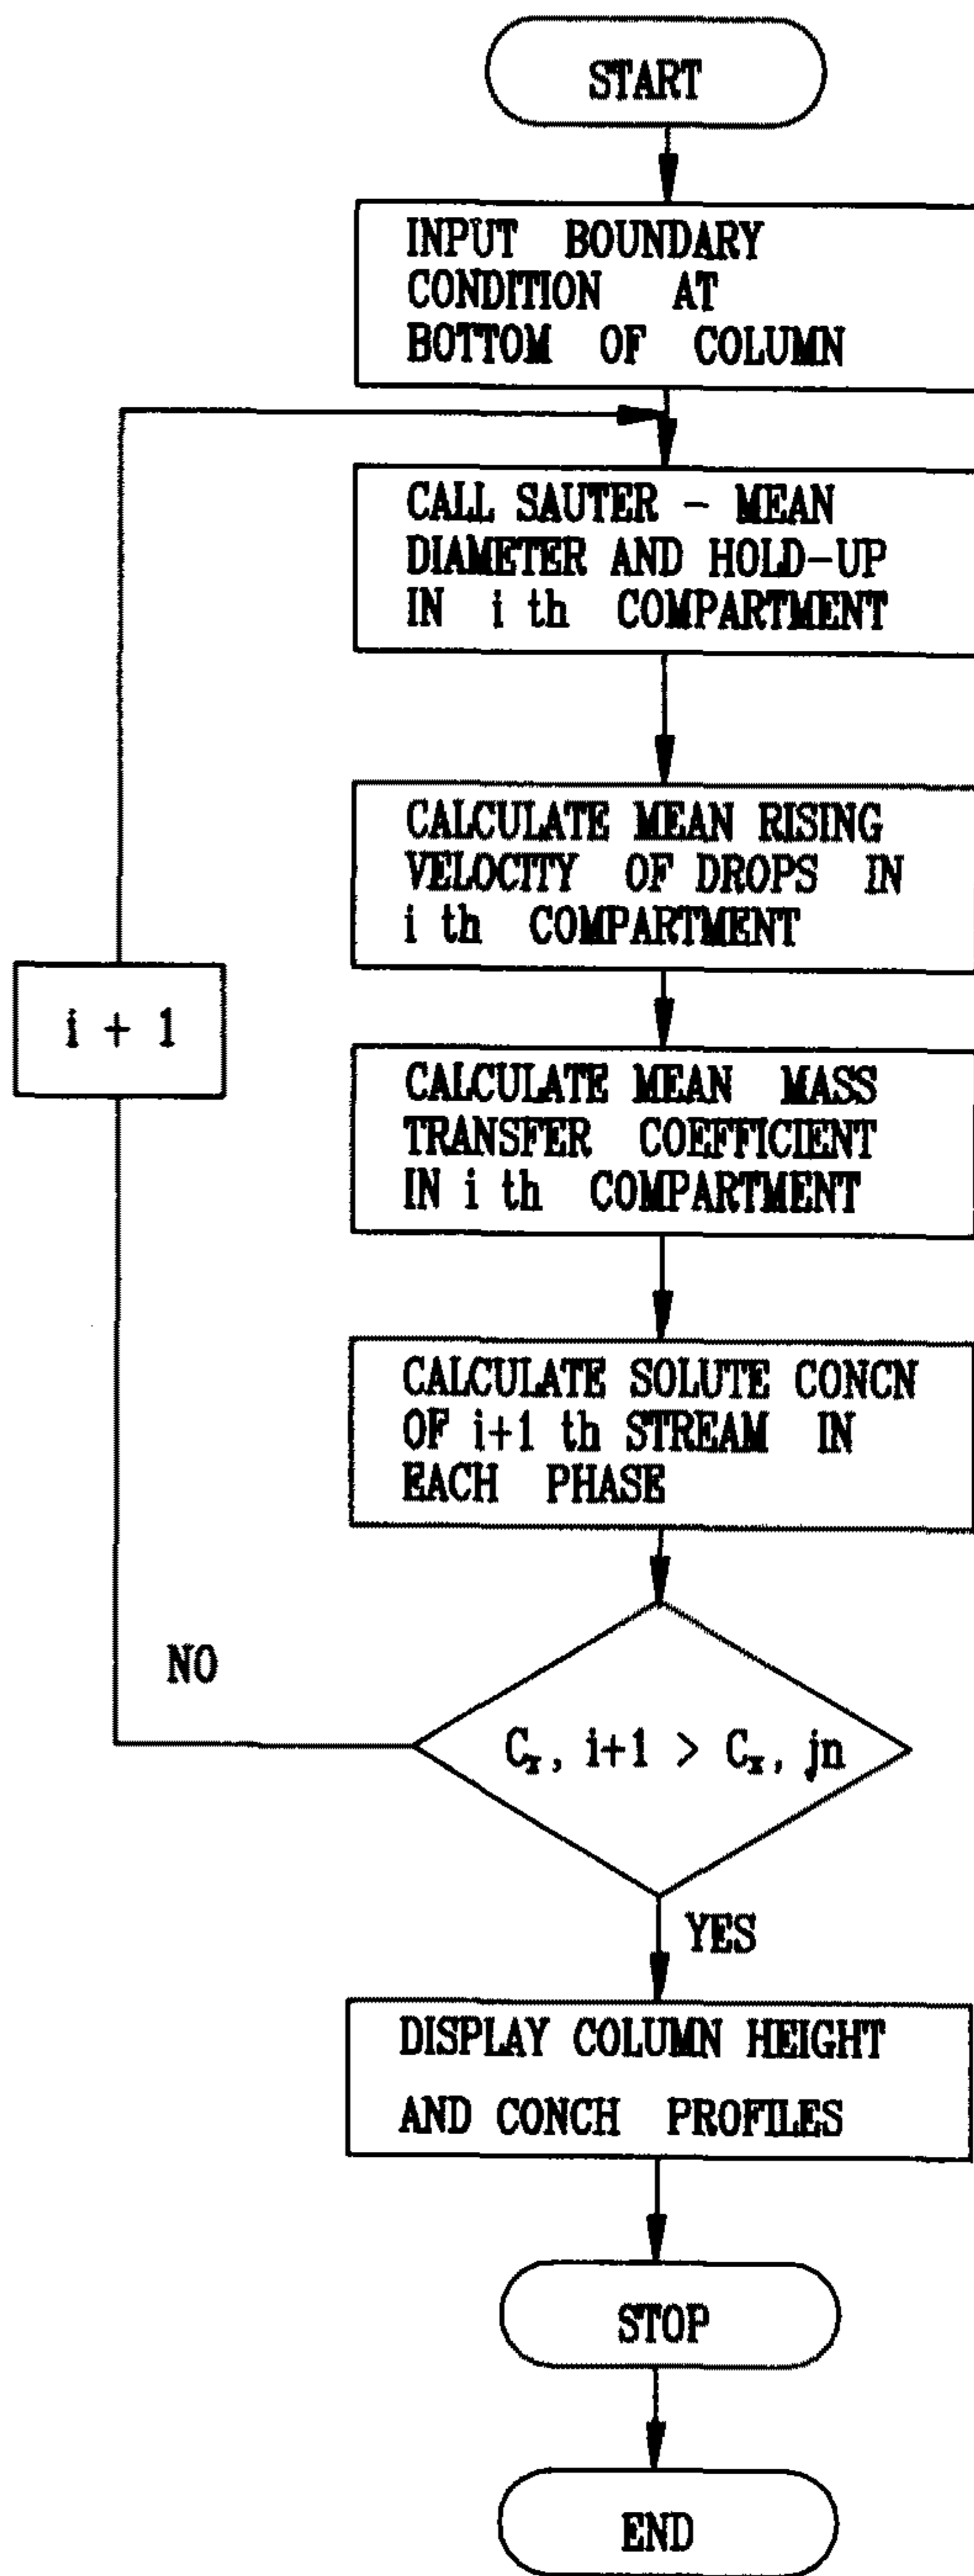 START
INPUT BOUNDARY
CONDITION AT
BOTTOM OF COLUMN
CALL SAUTER - MEAN
DIAMETER AND HOLD-UP
IN i th COMPARTMENT
CALCULATE MEAN RISING
VELOCITY OF DROPS IN
i th COMPARTMENT
i + 1
CALCULATE MEAN MASS
TRANSFER COEFFICIENT
IN i th COMPARTMENT
CALCULATE SOLUTE CONCN
OF i+1 th STREAM IN
EACH PHASE
NO
Cx, i+1 > Cx, jn
YES
DISPLAY COLUMN HEIGHT
AND CONCH PROFILES
STOP
END